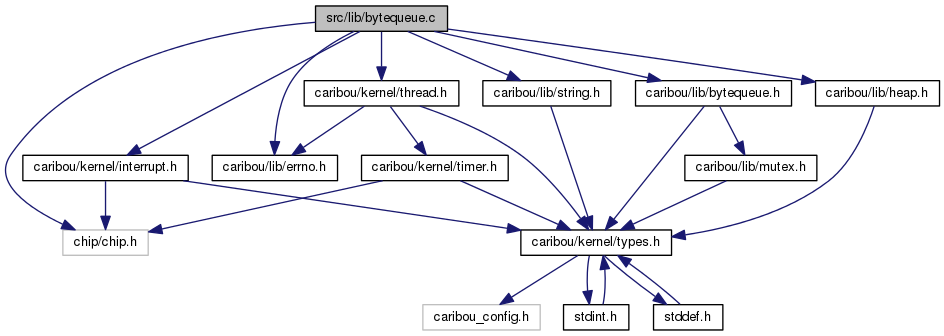 src/lib/bytequeue.c
caribou/kernel/thread.h
caribou/lib/string.h
caribou/lib/bytequeue.h
caribou/lib/heap.h
caribou/kernel/interrupt.h
caribou/lib/errno.h
caribou/kernel/timer.h
caribou/lib/mutex.h
chip/chip.h
caribou/kernel/types.h
caribou_config.h
stdint.h
stddef.h